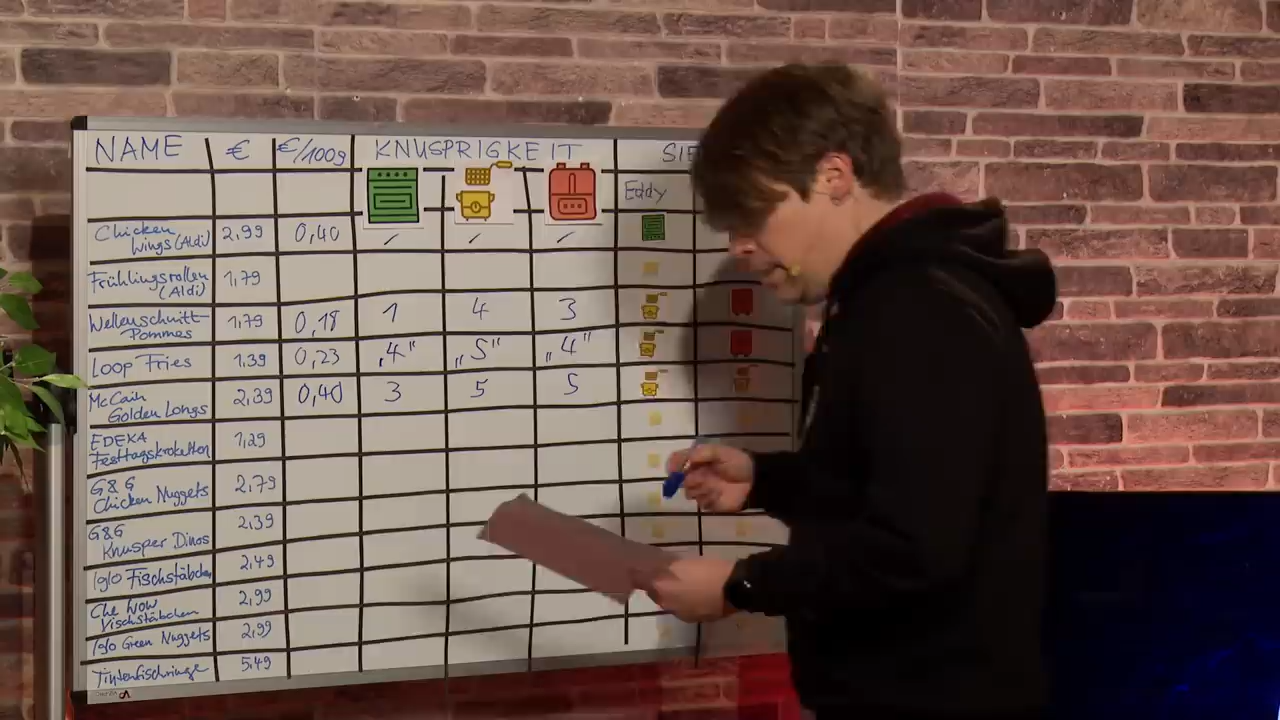 NAME € €/100g KNUSPRIGKEIT SIE
Eddy
Chicken
Wings (Aldi) 2,99 0,40 / / /
Frühlingsrollen
(Aldi) 1,79
Wellenschnitt-
Pommes 1,79 0,18 1 4 3
Loop Fries 1,39 0,23 „4" „5" „4"
McCain
Golden Longs 2,39 0,40 3 5 5
EDEKA
Festtagskroketten 1,29
G&G
Chicken Nuggets 2,79
G&G
Knusper Dinos 2,39
Iglo Fischstäbchen 2,49
Che Wow
Vischstäbchen 2,99
Iglo Green Nuggets 2,99
Tintenfischringe 5,49